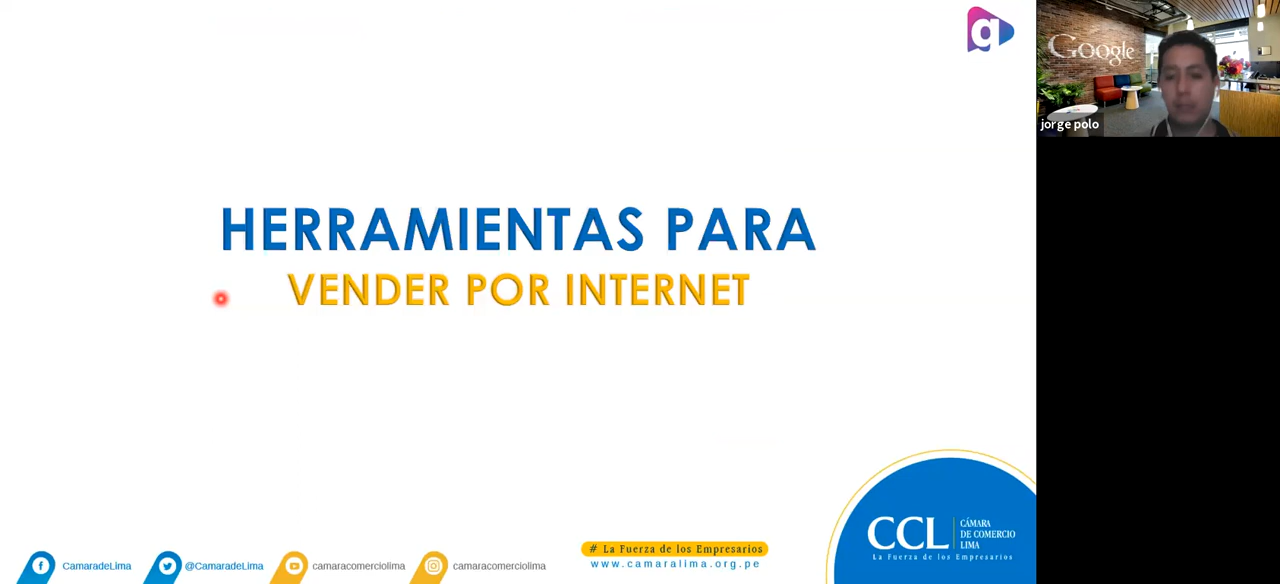 g
Google
jorge polo
HERRAMIENTAS PARA
VENDER POR INTERNET
CCL
CÁMARA
DE COMERCIO
LIMA
La Fuerza de los Empresarios
CamaradeLima
@CamaradeLima
camaracomerciolima
camaracomerciolima
# La Fuerza de los Empresarios
www.camaralima.org.pe